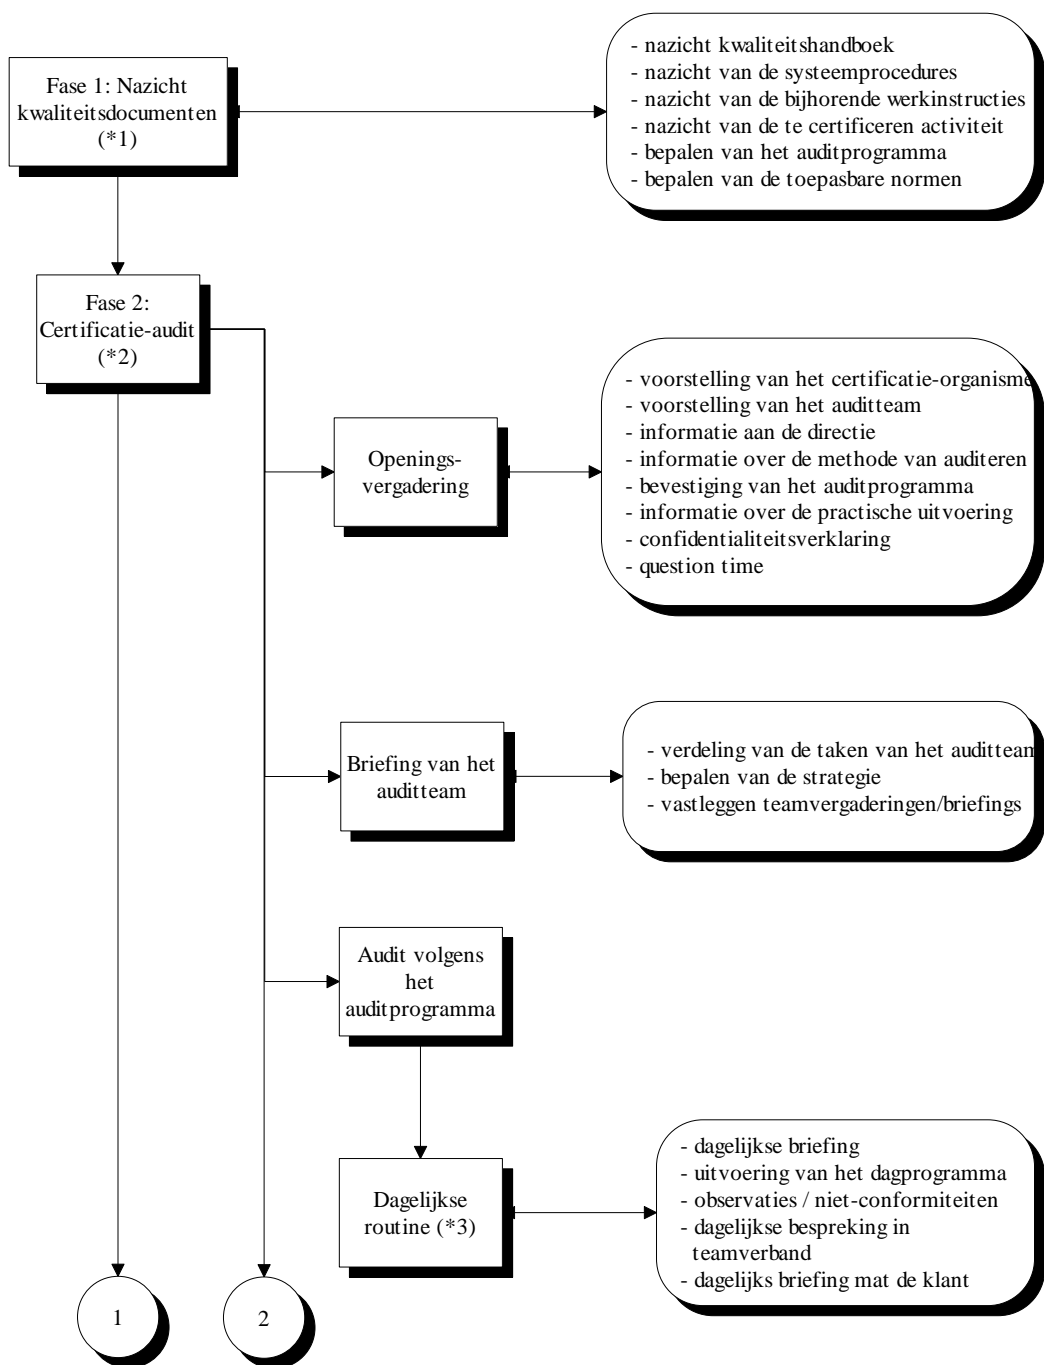 Fase 1: Nazicht
kwaliteitsdocumenten
(*1)
- nazicht kwaliteitshandboek
- nazicht van de systeemprocedures
- nazicht van de bijhorende werkinstructies
- nazicht van de te certificeren activiteit
- bepalen van het auditprogramma
- bepalen van de toepasbare normen
Fase 2:
Certificatie-audit
(*2)
Openings-
vergadering
- voorstelling van het certificatie-organisme
- voorstelling van het auditteam
- informatie aan de directie
- informatie over de methode van auditeren
- bevestiging van het auditprogramma
- informatie over de practische uitvoering
- confidentialiteitsverklaring
- question time
Briefing van het
auditteam
- verdeling van de taken van het auditteam
- bepalen van de strategie
- vastleggen teamvergaderingen/briefings
Audit volgens
het
auditprogramma
Dagelijkse
routine (*3)
- dagelijkse briefing
- uitvoering van het dagprogramma
- observaties / niet-conformiteiten
- dagelijkse bespreking in
teamverband
- dagelijks briefing mat de klant
1
2